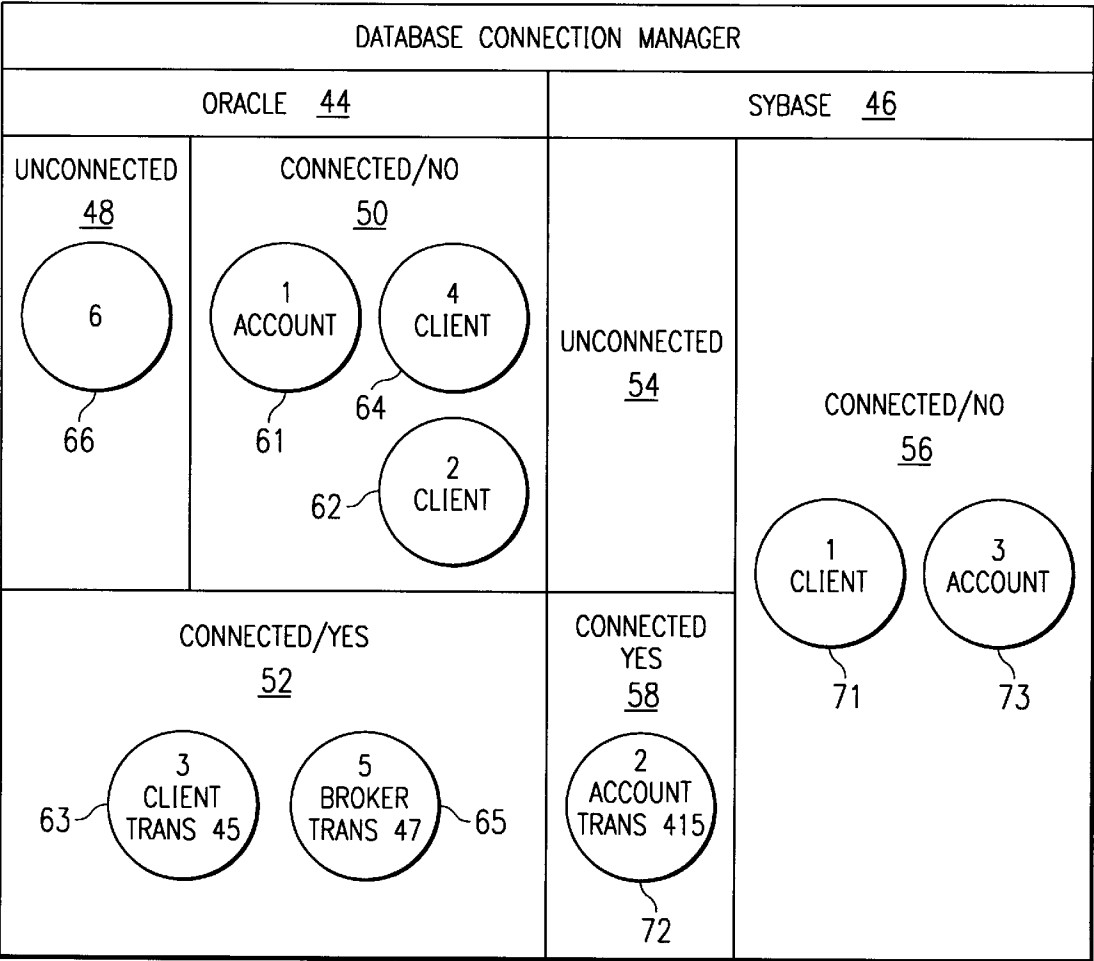 DATABASE CONNECTION MANAGER
ORACLE 44
SYBASE 46
UNCONNECTED
48
6
66
CONNECTED/NO
50
1
ACCOUNT
61
4
CLIENT
64
2
CLIENT
62
UNCONNECTED
54
CONNECTED/NO
56
1
CLIENT
71
3
ACCOUNT
73
CONNECTED/YES
52
3
CLIENT
TRANS 45
63
5
BROKER
TRANS 47
65
CONNECTED
YES
58
2
ACCOUNT
TRANS 415
72